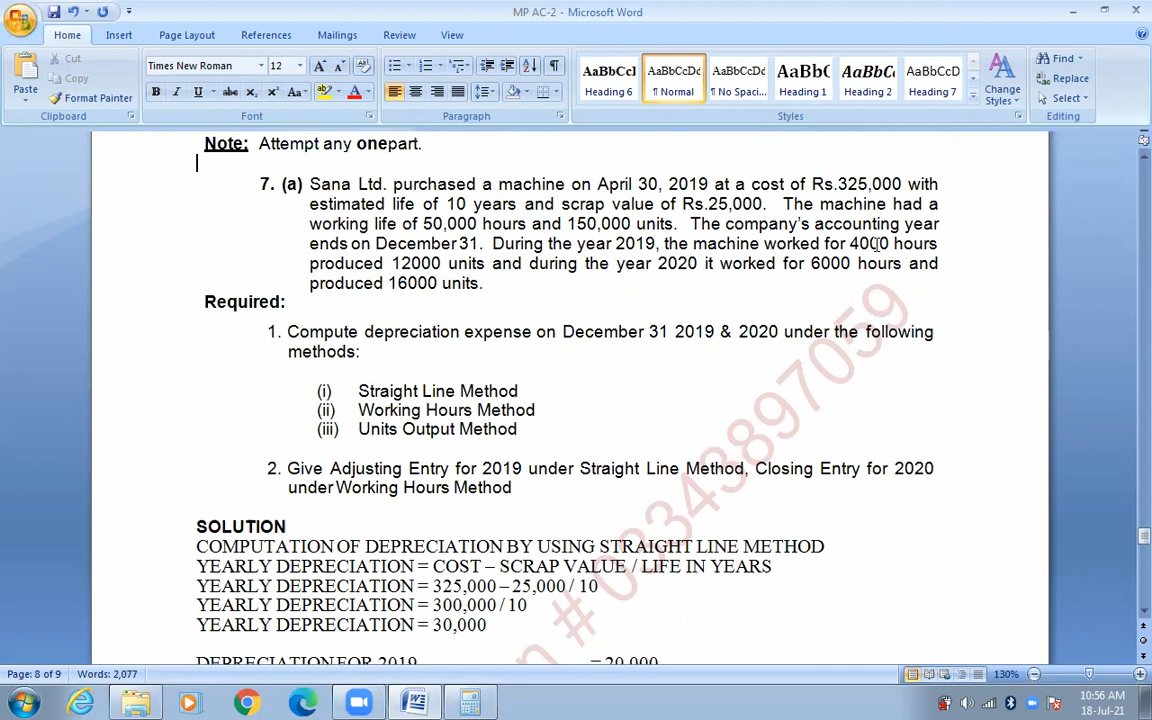 MP AC-2 - Microsoft Word
Home Insert Page Layout References Mailings Review View
Paste
Cut
Copy
Format Painter
Clipboard
Times New Roman 12
Font
Paragraph
AaBbCcI AaBbCcDc AaBbCcDd AaBbC AaBbCc AaBbCcD
Heading 6 ¶ Normal ¶ No Spaci... Heading 1 Heading 2 Heading 7
Change Styles
Styles
Find
Replace
Select
Editing
Note: Attempt any onepart.
7. (a) Sana Ltd. purchased a machine on April 30, 2019 at a cost of Rs.325,000 with
estimated life of 10 years and scrap value of Rs.25,000. The machine had a
working life of 50,000 hours and 150,000 units. The company's accounting year
ends on December 31. During the year 2019, the machine worked for 4000 hours
produced 12000 units and during the year 2020 it worked for 6000 hours and
produced 16000 units.
Required:
1. Compute depreciation expense on December 31 2019 & 2020 under the following
methods:
(i) Straight Line Method
(ii) Working Hours Method
(iii) Units Output Method
2. Give Adjusting Entry for 2019 under Straight Line Method, Closing Entry for 2020
under Working Hours Method
SOLUTION
COMPUTATION OF DEPRECIATION BY USING STRAIGHT LINE METHOD
YEARLY DEPRECIATION = COST – SCRAP VALUE / LIFE IN YEARS
YEARLY DEPRECIATION = 325,000 – 25,000 / 10
YEARLY DEPRECIATION = 300,000 / 10
YEARLY DEPRECIATION = 30,000
DEPRECIATION FOR 2019 = 20,000
n # 03343897059
Page: 8 of 9 Words: 2,077 130%
10:56 AM
18-Jul-21